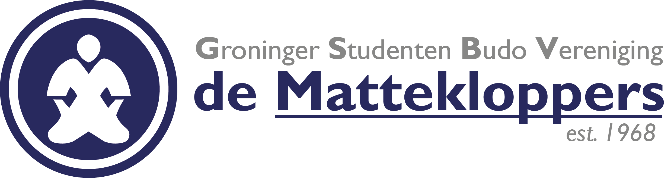 Groninger Studenten Budo Vereniging
de Mattekloppers
est. 1968